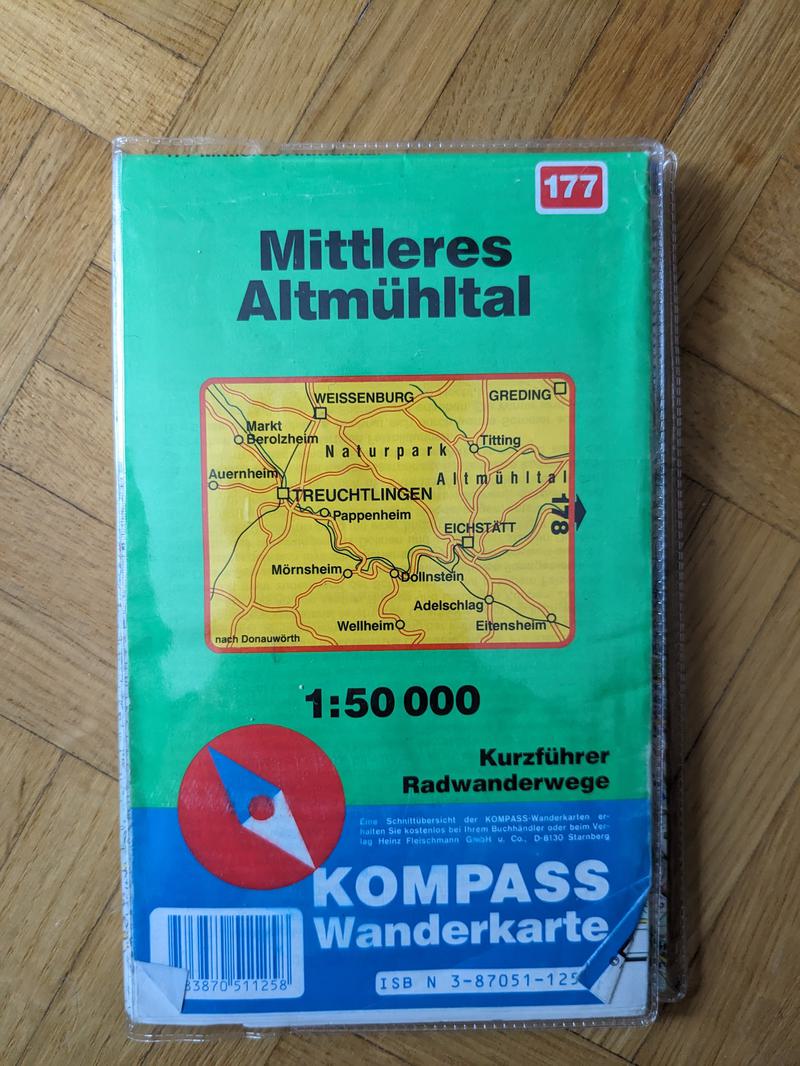 177
Mittleres
Altmühltal
WEISSENBURG
GREDING
Markt
Berolzheim
Titting
Naturpark
Auernheim
Altmühltal
TREUCHTLINGEN
178
Pappenheim
EICHSTÄTT
Mörnsheim
Dollnstein
Adelschlag
Wellheim
Eitensheim
nach Donauwörth
1:50 000
Kurzführer
Radwanderwege
Eine Schnittübersicht der KOMPASS-Wanderkarten er-
halten Sie kostenlos bei Ihrem Buchhändler oder beim Ver-
lag Heinz Fleischmann GmbH u. Co., D-8130 Starnberg
KOMPASS
Wanderkarte
83870 511258
ISB N 3-87051-125